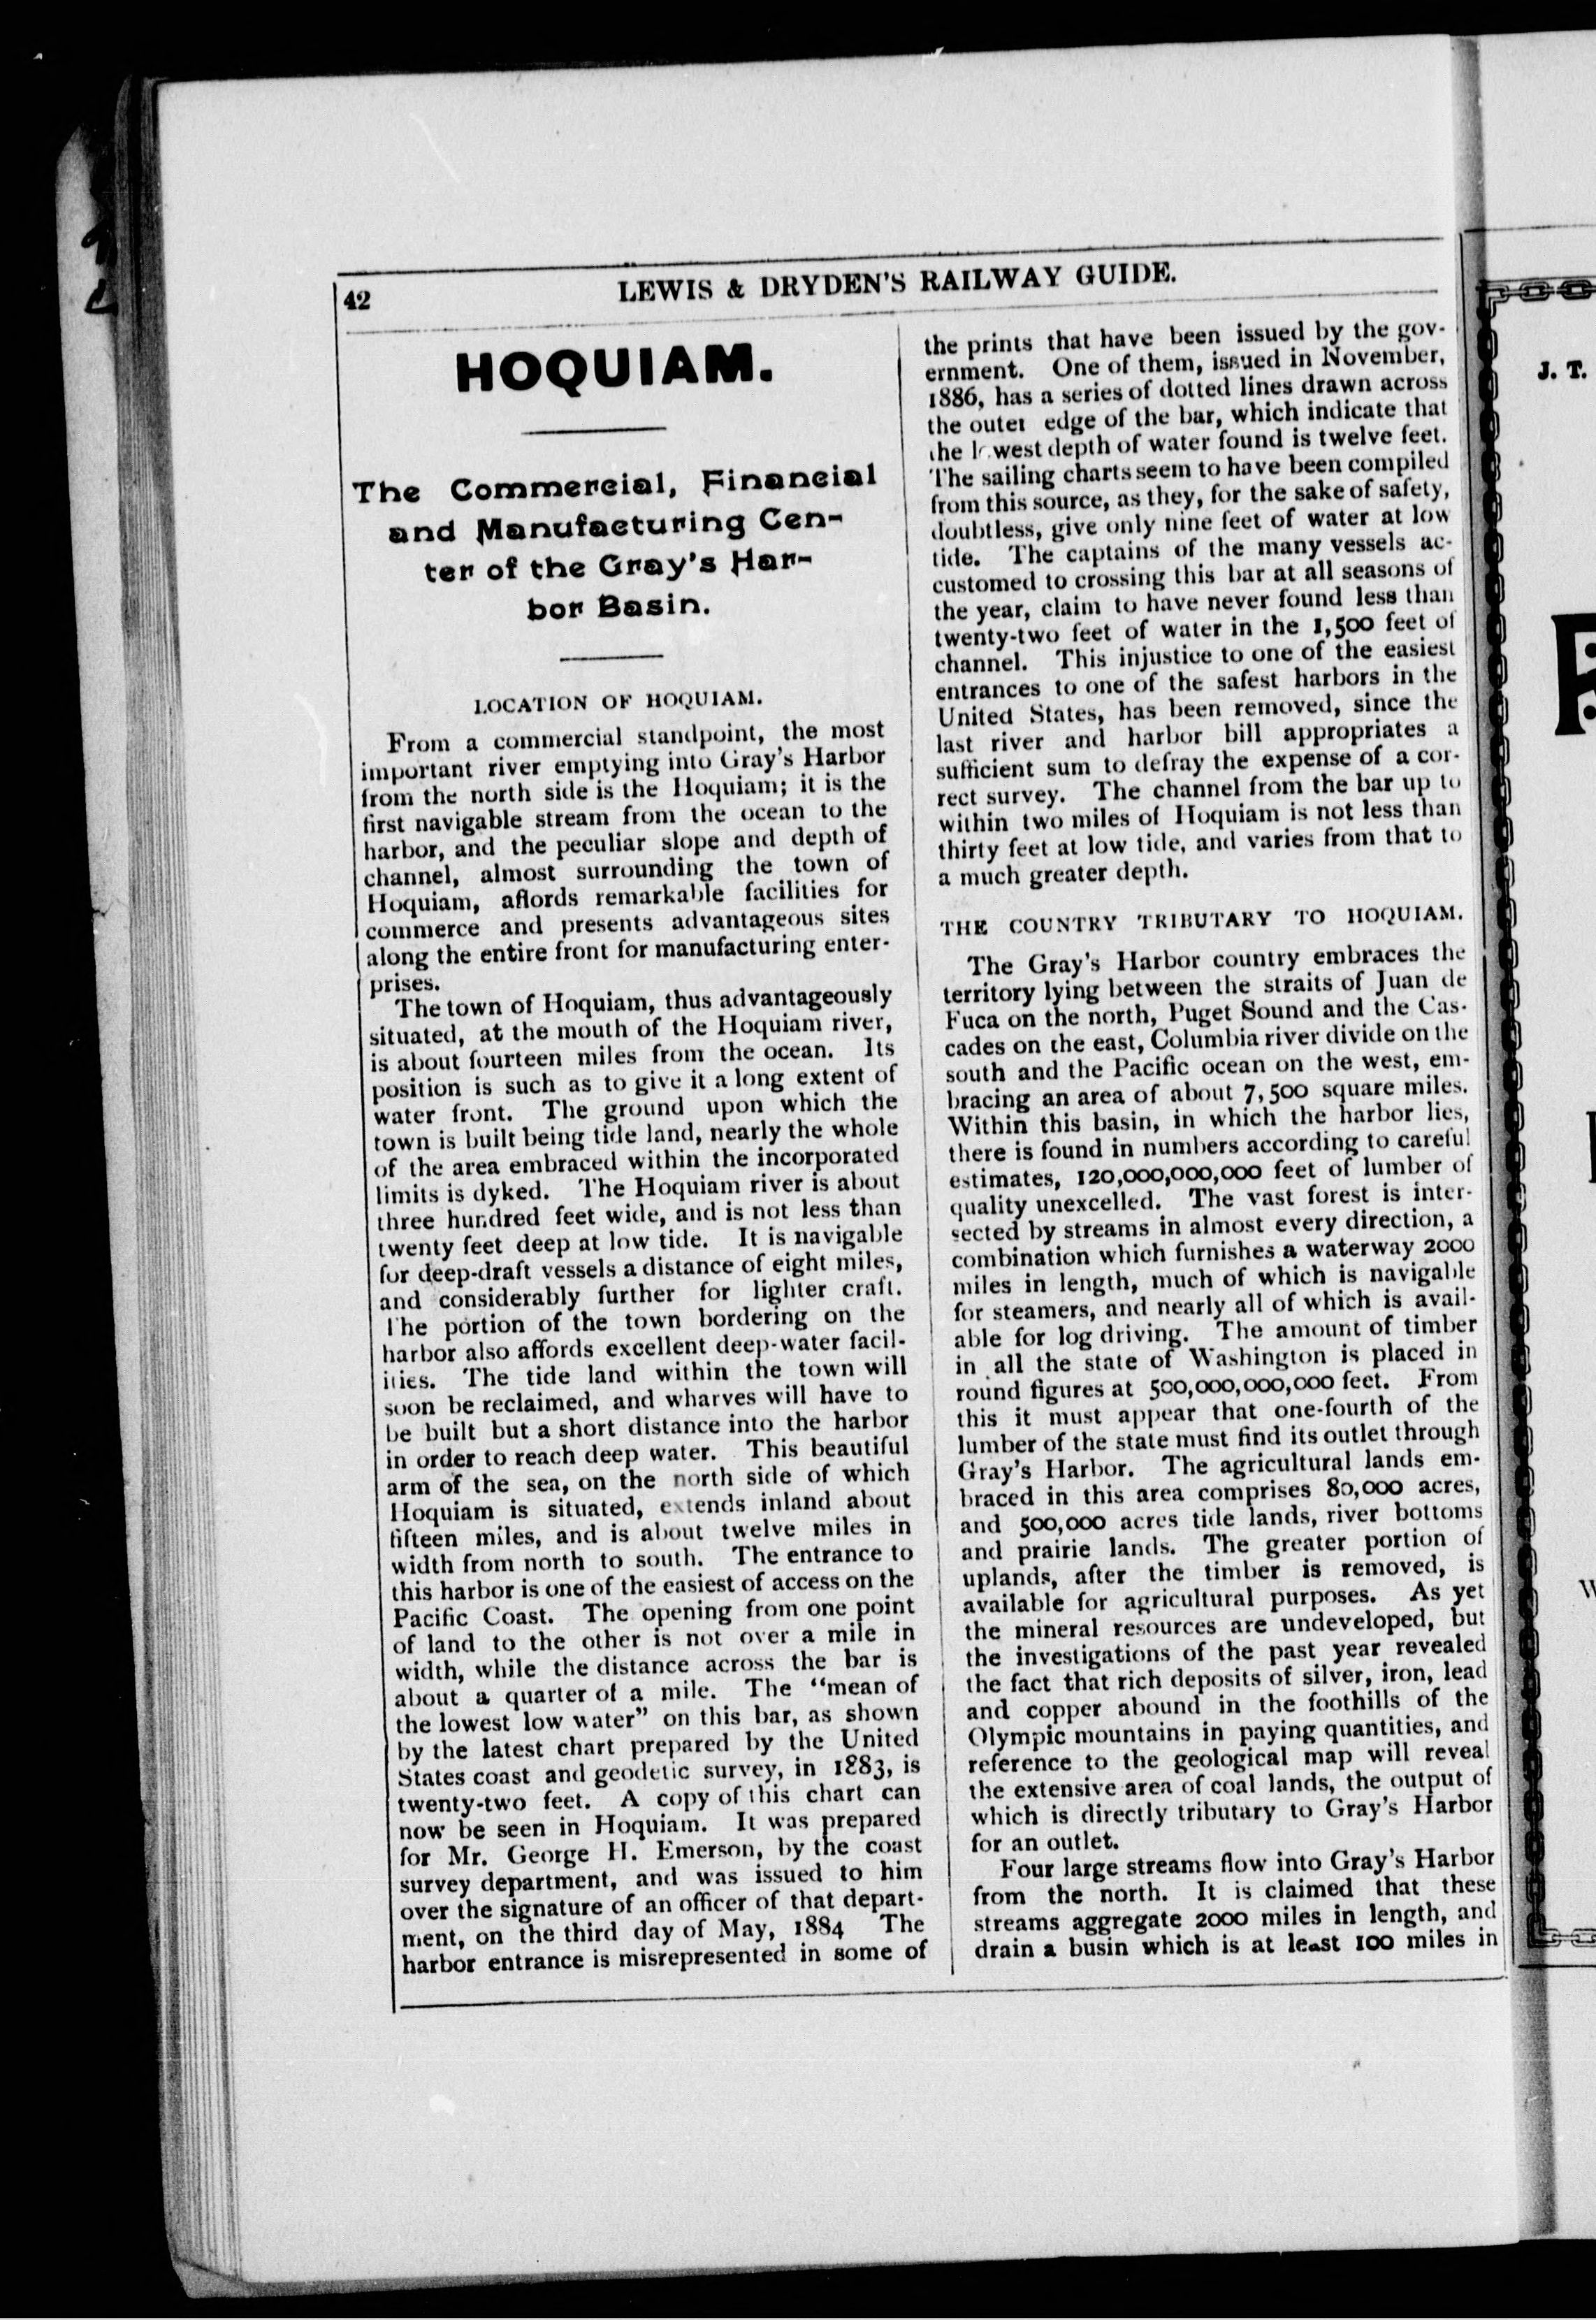 42
LEWIS & DRYDEN'S RAILWAY GUIDE.
HOQUIAM.
The Commercial, Financial
and Manufacturing Cen-
ter of the Gray's Har-
bor Basin.
LOCATION OF HOQUIAM.
From a commercial standpoint, the most
important river emptying into Gray's Harbor
from the north side is the Hoquiam; it is the
first navigable stream from the ocean to the
harbor, and the peculiar slope and depth of
channel, almost surrounding the town of
Hoquiam, affords remarkable facilities for
commerce and presents advantageous sites
along the entire front for manufacturing enter-
prises.
The town of Hoquiam, thus advantageously
situated, at the mouth of the Hoquiam river,
is about fourteen miles from the ocean. Its
position is such as to give it a long extent of
water front. The ground upon which the
town is built being tide land, nearly the whole
of the area embraced within the incorporated
limits is dyked. The Hoquiam river is about
three hundred feet wide, and is not less than
twenty feet deep at low tide. It is navigable
for deep-draft vessels a distance of eight miles,
and considerably further for lighter craft.
The portion of the town bordering on the
harbor also affords excellent deep-water facil-
ities. The tide land within the town will
soon be reclaimed, and wharves will have to
be built but a short distance into the harbor
in order to reach deep water. This beautiful
arm of the sea, on the north side of which
Hoquiam is situated, extends inland about
fifteen miles, and is about twelve miles in
width from north to south. The entrance to
this harbor is one of the easiest of access on the
Pacific Coast. The opening from one point
of land to the other is not over a mile in
width, while the distance across the bar is
about a quarter of a mile. The "mean of
the lowest low water" on this bar, as shown
by the latest chart prepared by the United
States coast and geodetic survey, in 1883, is
twenty-two feet. A copy of this chart can
now be seen in Hoquiam. It was prepared
for Mr. George H. Emerson, by the coast
survey department, and was issued to him
over the signature of an officer of that depart-
ment, on the third day of May, 1884 The
harbor entrance is misrepresented in some of
the prints that have been issued by the gov-
ernment. One of them, issued in November,
1886, has a series of dotted lines drawn across
the outer edge of the bar, which indicate that
the lowest depth of water found is twelve feet.
The sailing charts seem to have been compiled
from this source, as they, for the sake of safety,
doubtless, give only nine feet of water at low
tide. The captains of the many vessels ac-
customed to crossing this bar at all seasons of
the year, claim to have never found less than
twenty-two feet of water in the 1,500 feet of
channel. This injustice to one of the easiest
entrances to one of the safest harbors in the
United States, has been removed, since the
last river and harbor bill appropriates a
sufficient sum to defray the expense of a cor-
rect survey. The channel from the bar up to
within two miles of Hoquiam is not less than
thirty feet at low tide, and varies from that to
a much greater depth.
THE COUNTRY TRIBUTARY TO HOQUIAM.
The Gray's Harbor country embraces the
territory lying between the straits of Juan de
Fuca on the north, Puget Sound and the Cas-
cades on the east, Columbia river divide on the
south and the Pacific ocean on the west, em-
bracing an area of about 7,500 square miles.
Within this basin, in which the harbor lies,
there is found in numbers according to careful
estimates, 120,000,000,000 feet of lumber of
quality unexcelled. The vast forest is inter-
sected by streams in almost every direction, a
combination which furnishes a waterway 2000
miles in length, much of which is navigable
for steamers, and nearly all of which is avail-
able for log driving. The amount of timber
in all the state of Washington is placed in
round figures at 500,000,000,000 feet. From
this it must appear that one-fourth of the
lumber of the state must find its outlet through
Gray's Harbor. The agricultural lands em-
braced in this area comprises 80,000 acres,
and 500,000 acres tide lands, river bottoms
and prairie lands. The greater portion of
uplands, after the timber is removed, is
available for agricultural purposes. As yet
the mineral resources are undeveloped, but
the investigations of the past year revealed
the fact that rich deposits of silver, iron, lead
and copper abound in the foothills of the
Olympic mountains in paying quantities, and
reference to the geological map will reveal
the extensive area of coal lands, the output of
which is directly tributary to Gray's Harbor
for an outlet.
Four large streams flow into Gray's Harbor
from the north. It is claimed that these
streams aggregate 2000 miles in length, and
drain a busin which is at least 100 miles in
J. T.